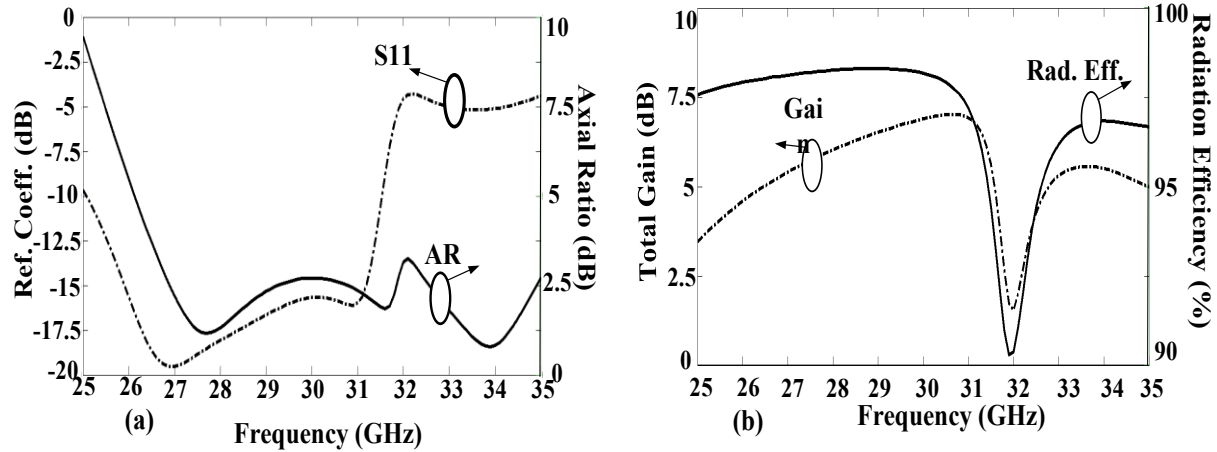 0
-2.5
-5
-7.5
-10
-12.5
-15
-17.5
-20
Ref. Coeff. (dB)
S11
AR
10
7.5
5
2.5
0
Axial Ratio (dB)
25 26 27 28 29 30 31 32 33 34 35
(a)
Frequency (GHz)
10
7.5
5
2.5
0
Total Gain (dB)
Gai
n
Rad. Eff.
100
95
90
Radiation Efficiency (%)
25 26 27 28 29 30 31 32 33 34 35
(b)
Frequency (GHz)